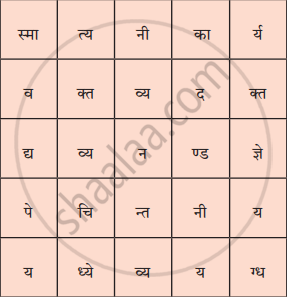 स्मा त्य नी का र्य
व क्त व्य द क्त
द्य व्य न ण्ड ज्ञे
पे चि न्त नी य
य ध्ये व्य य ग्ध
shaalaa.com